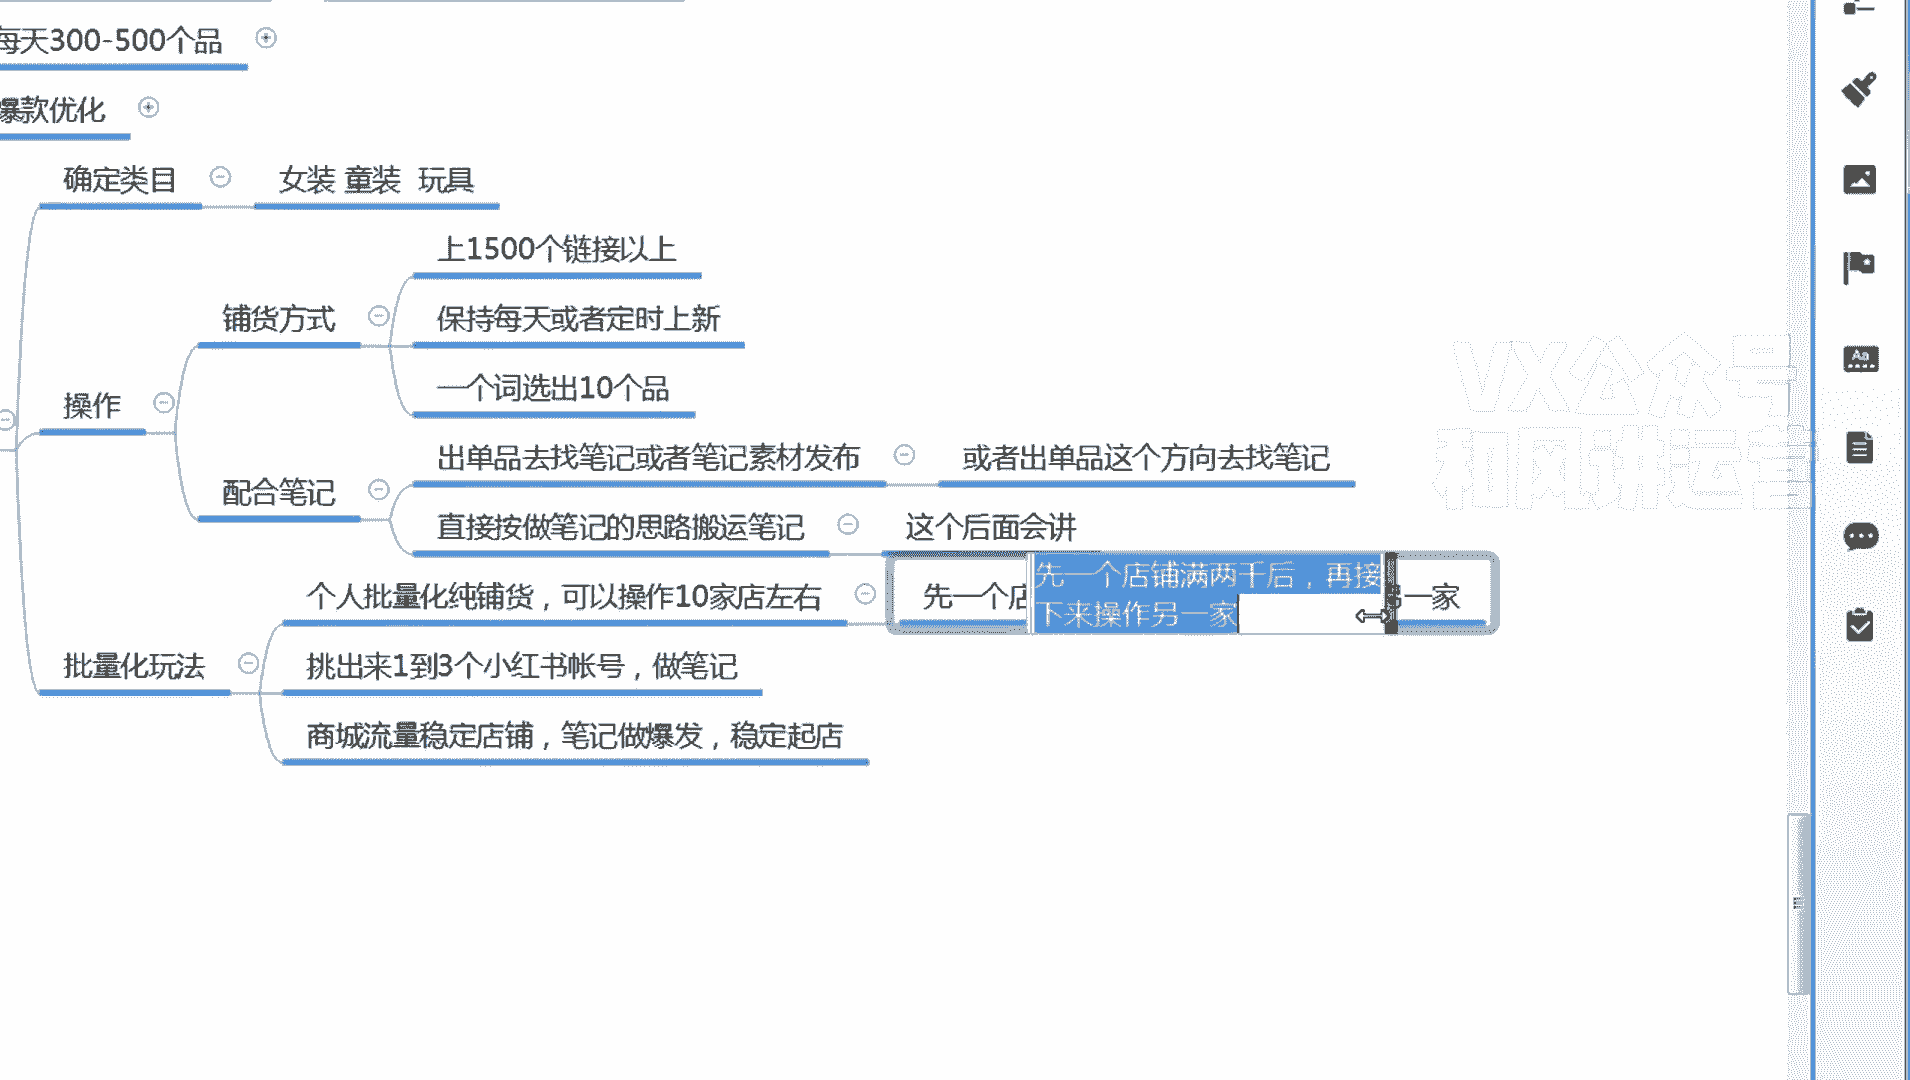 每天300-500个品
爆款优化
确定类目
女装 童装 玩具
上1500个链接以上
铺货方式
保持每天或者定时上新
一个词选出10个品
操作
出单品去找笔记或者笔记素材发布
或者出单品这个方向去找笔记
配合笔记
直接按做笔记的思路搬运笔记
这个后面会讲
个人批量化纯铺货，可以操作10家店左右
先一个店
先一个店铺满两千后，再接
下来操作另一家
另一家
批量化玩法
挑出来1到3个小红书帐号，做笔记
商城流量稳定店铺，笔记做爆发，稳定起店
VX公众号
和风讲运营
Aa